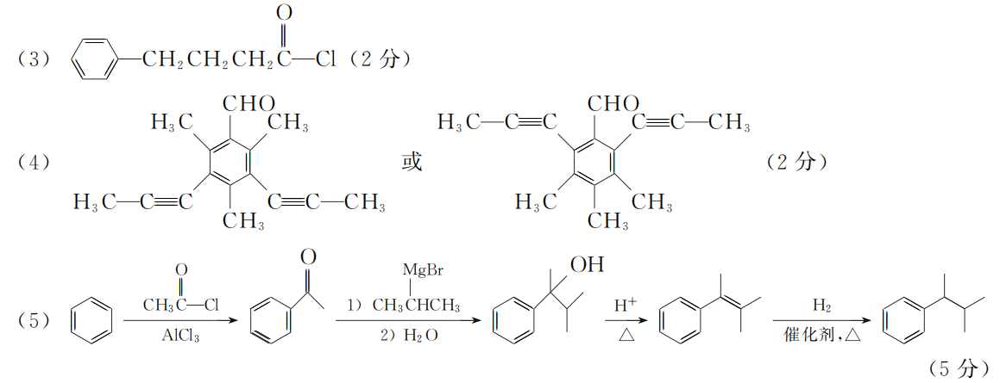 O
(3) CH₂CH₂CH₂C—Cl(2分)
CHO CHO
H₃C CH₃ H₃C—C≡C C≡C—CH₃
(4) 或 (2分)
H₃C—C≡C C≡C—CH₃ H₃C CH₃
CH₃ CH₃
O O MgBr OH
(5) CH₃C—Cl 1) CH₃CHCH₃ H⁺ H₂
AlCl₃ 2) H₂O △ 催化剂,△
(5分)